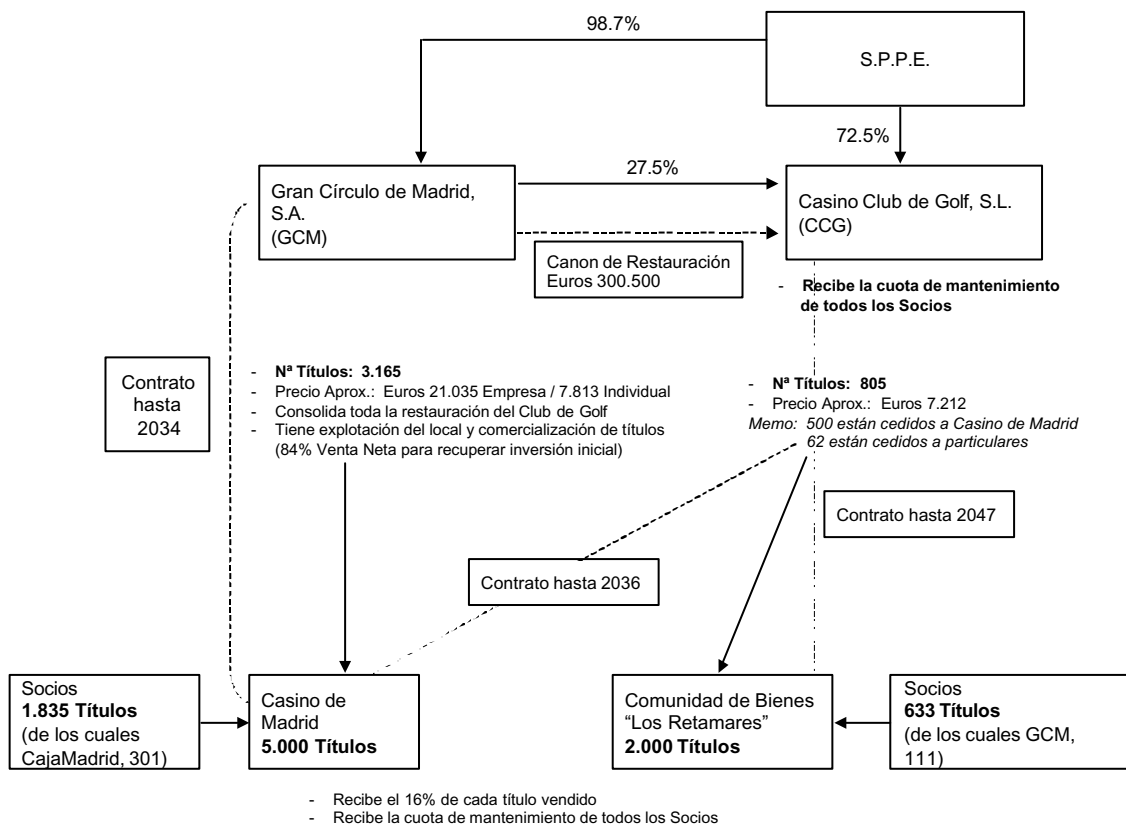 98.7%
S.P.P.E.
72.5%
Gran Círculo de Madrid,
S.A.
(GCM)
27.5%
Casino Club de Golf, S.L.
(CCG)
Canon de Restauración
Euros 300.500
- Recibe la cuota de mantenimiento
de todos los Socios
Contrato
hasta
2034
- Nª Títulos: 3.165
- Precio Aprox.: Euros 21.035 Empresa / 7.813 Individual
- Consolida toda la restauración del Club de Golf
- Tiene explotación del local y comercialización de títulos
(84% Venta Neta para recuperar inversión inicial)
- Nª Títulos: 805
- Precio Aprox.: Euros 7.212
Memo: 500 están cedidos a Casino de Madrid
62 están cedidos a particulares
Contrato hasta 2047
Contrato hasta 2036
Socios
1.835 Títulos
(de los cuales
CajaMadrid, 301)
Casino de
Madrid
5.000 Títulos
Comunidad de Bienes
“Los Retamares”
2.000 Títulos
Socios
633 Títulos
(de los cuales GCM,
111)
- Recibe el 16% de cada título vendido
- Recibe la cuota de mantenimiento de todos los Socios